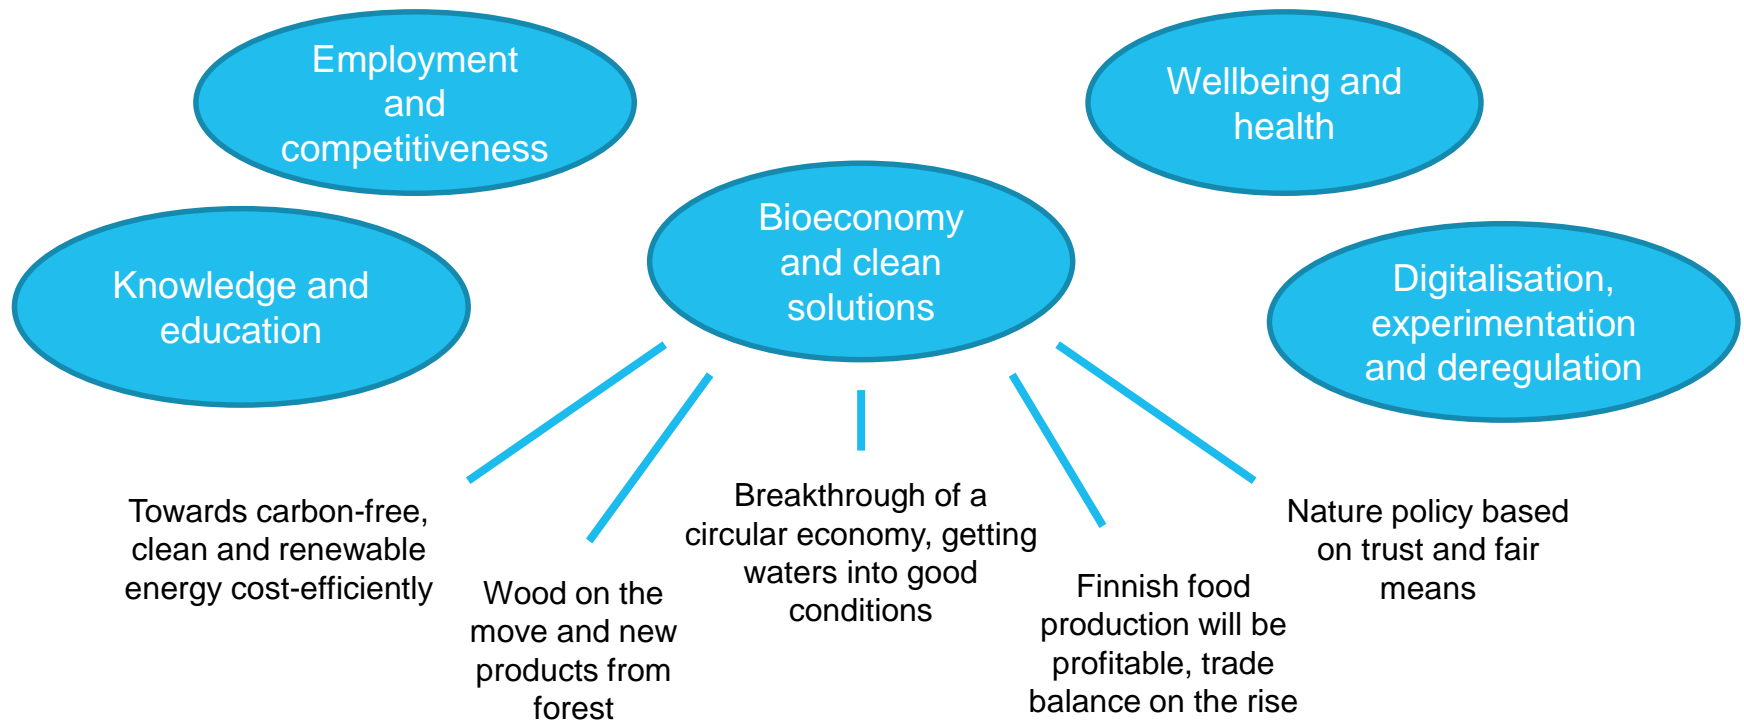 Employment
and
competitiveness
Wellbeing and
health
Bioeconomy
and clean
solutions
Knowledge and
education
Digitalisation,
experimentation
and deregulation
Towards carbon-free,
clean and renewable
energy cost-efficiently
Wood on the
move and new
products from
forest
Breakthrough of a
circular economy, getting
waters into good
conditions
Finnish food
production will be
profitable, trade
balance on the rise
Nature policy based
on trust and fair
means